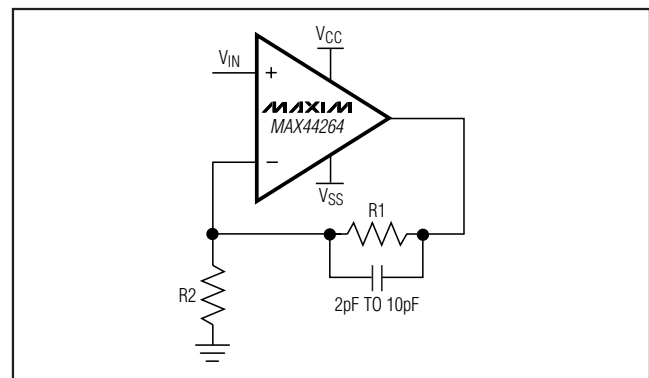 VCC
VIN
+
MAXIM
MAX44264
−
VSS
R1
R2
2pF TO 10pF